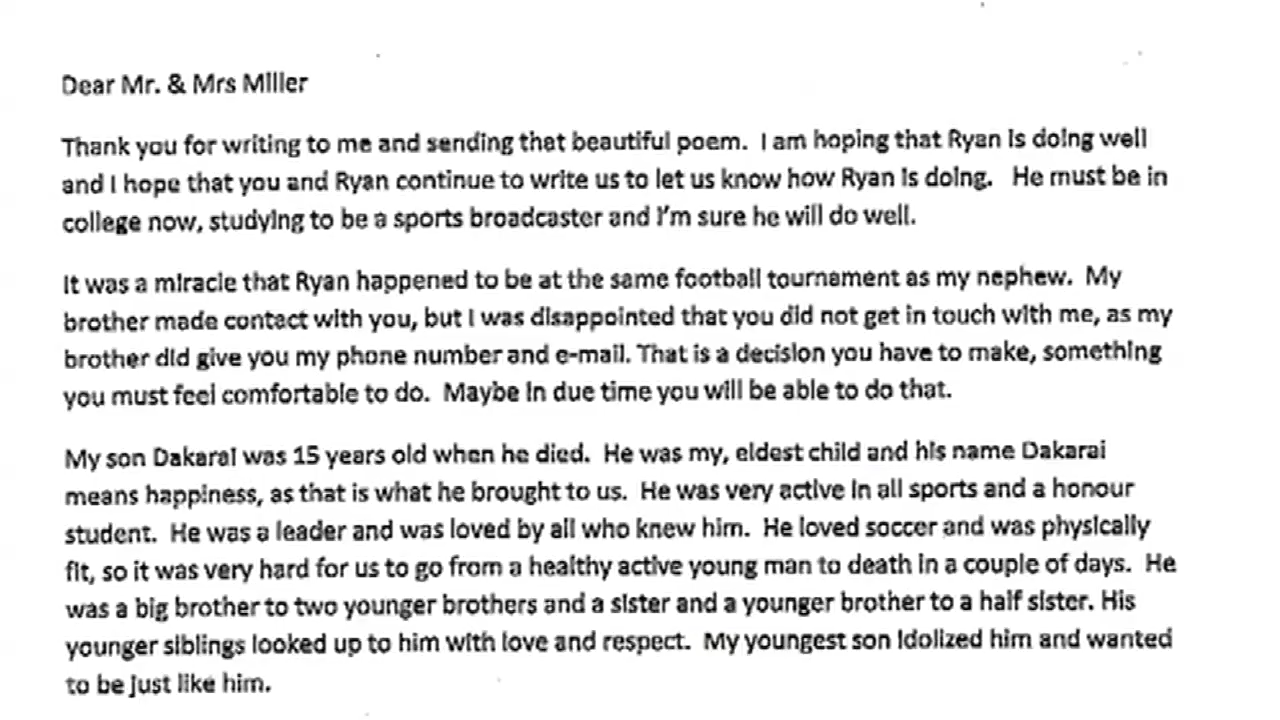 Dear Mr. & Mrs Miller
Thank you for writing to me and sending that beautiful poem. I am hoping that Ryan is doing well
and I hope that you and Ryan continue to write us to let us know how Ryan is doing. He must be in
college now, studying to be a sports broadcaster and I'm sure he will do well.
It was a miracle that Ryan happened to be at the same football tournament as my nephew. My
brother made contact with you, but I was disappointed that you did not get in touch with me, as my
brother did give you my phone number and e-mail. That is a decision you have to make, something
you must feel comfortable to do. Maybe in due time you will be able to do that.
My son Dakarai was 15 years old when he died. He was my, eldest child and his name Dakarai
means happiness, as that is what he brought to us. He was very active in all sports and a honour
student. He was a leader and was loved by all who knew him. He loved soccer and was physically
fit, so it was very hard for us to go from a healthy active young man to death in a couple of days. He
was a big brother to two younger brothers and a sister and a younger brother to a half sister. His
younger siblings looked up to him with love and respect. My youngest son idolized him and wanted
to be just like him.